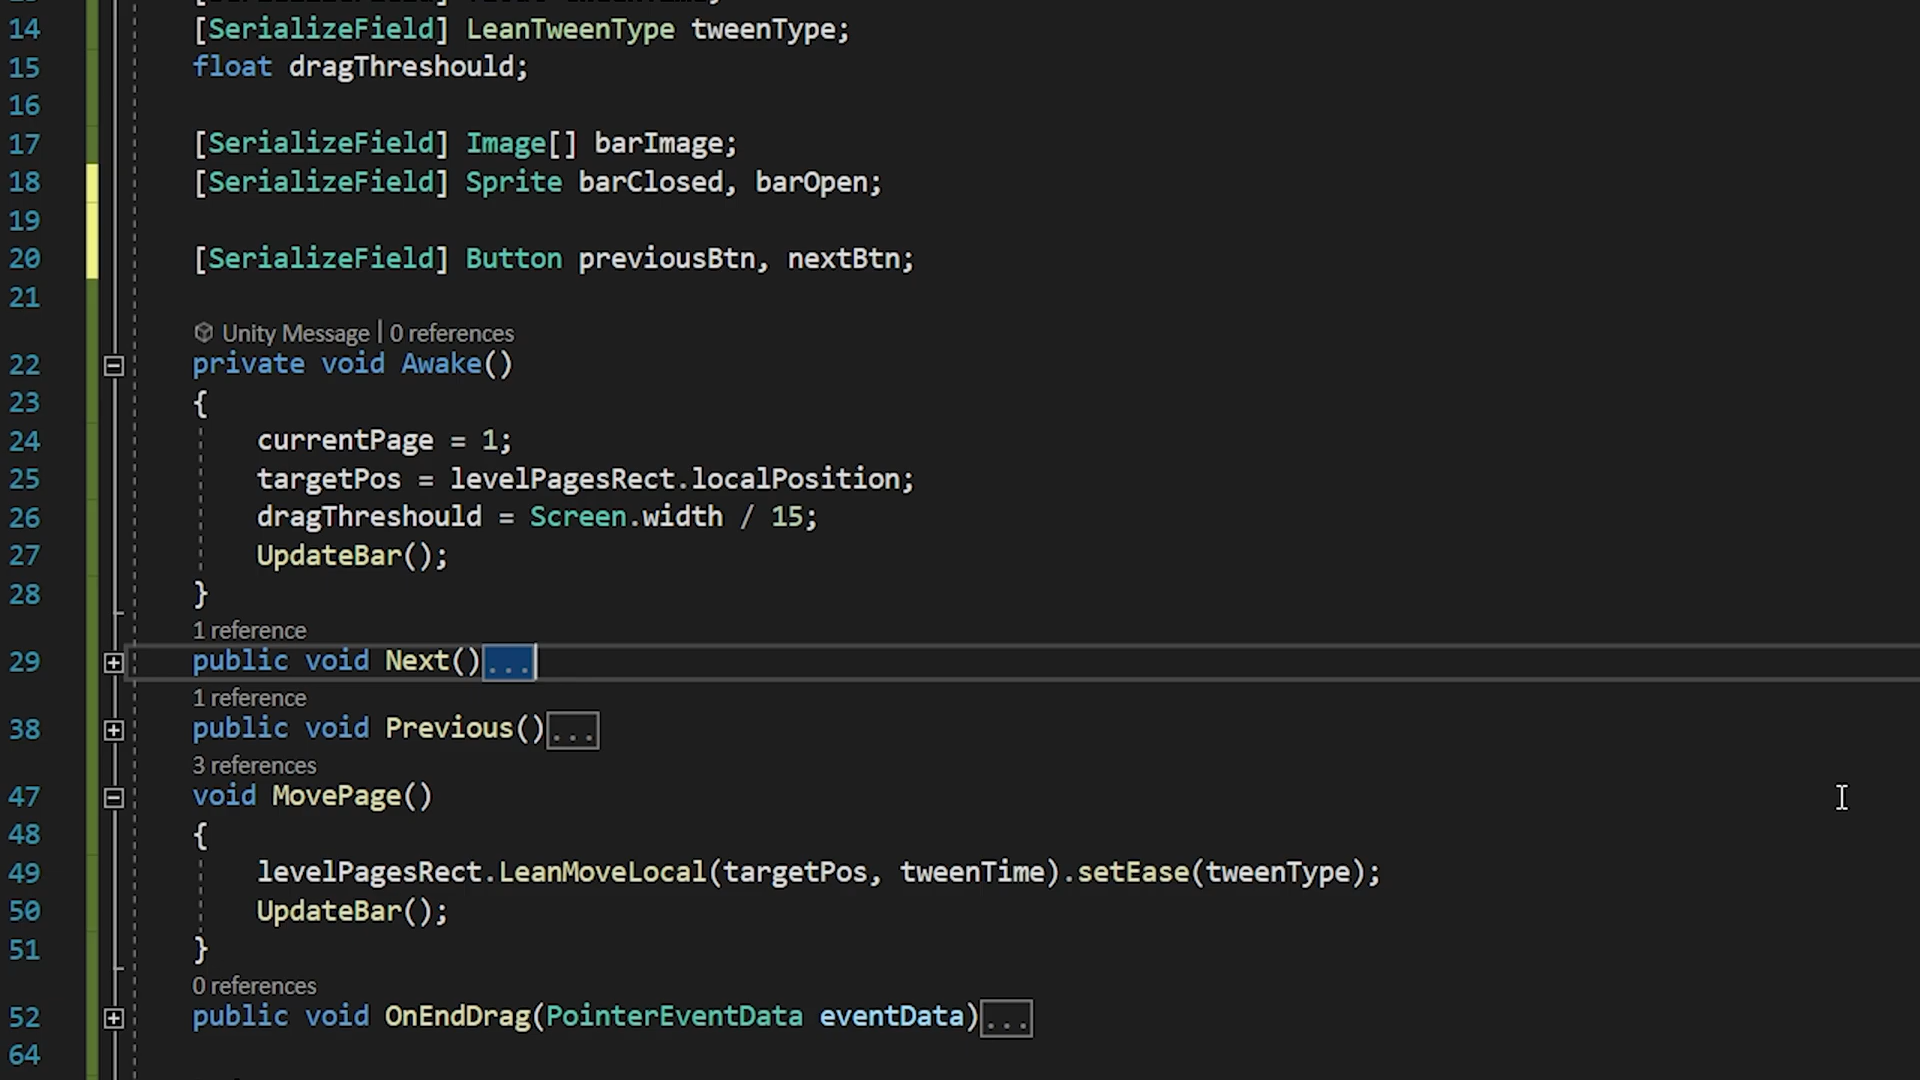 14 [SerializeField] LeanTweenType tweenType;
15 float dragThreshould;
16
17 [SerializeField] Image[] barImage;
18 [SerializeField] Sprite barClosed, barOpen;
19
20 [SerializeField] Button previousBtn, nextBtn;
21
Unity Message | 0 references
22 private void Awake()
23 {
24 currentPage = 1;
25 targetPos = levelPagesRect.localPosition;
26 dragThreshould = Screen.width / 15;
27 UpdateBar();
28 }
1 reference
29 public void Next()...
1 reference
38 public void Previous()...
3 references
47 void MovePage()
48 {
49 levelPagesRect.LeanMoveLocal(targetPos, tweenTime).setEase(tweenType);
50 UpdateBar();
51 }
0 references
52 public void OnEndDrag(PointerEventData eventData)...
64